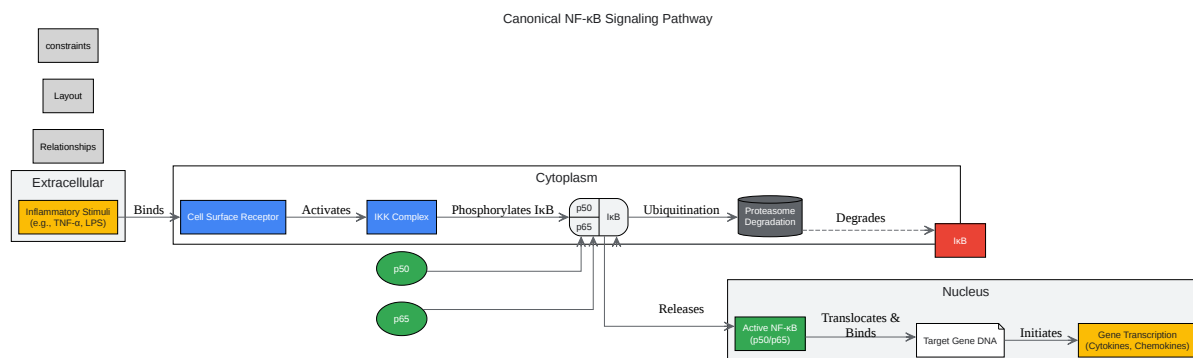 Canonical NF-κB Signaling Pathway
constraints
Layout
Relationships
Extracellular
Inflammatory Stimuli
(e.g., TNF-α, LPS)
Binds
Cytoplasm
Cell Surface Receptor
Activates
IKK Complex
Phosphorylates IκB
p50
p65
IκB
Ubiquitination
Proteasome
Degradation
Degrades
IκB
p50
p65
Releases
Nucleus
Active NF-κB
(p50/p65)
Translocates &
Binds
Target Gene DNA
Initiates
Gene Transcription
(Cytokines, Chemokines)